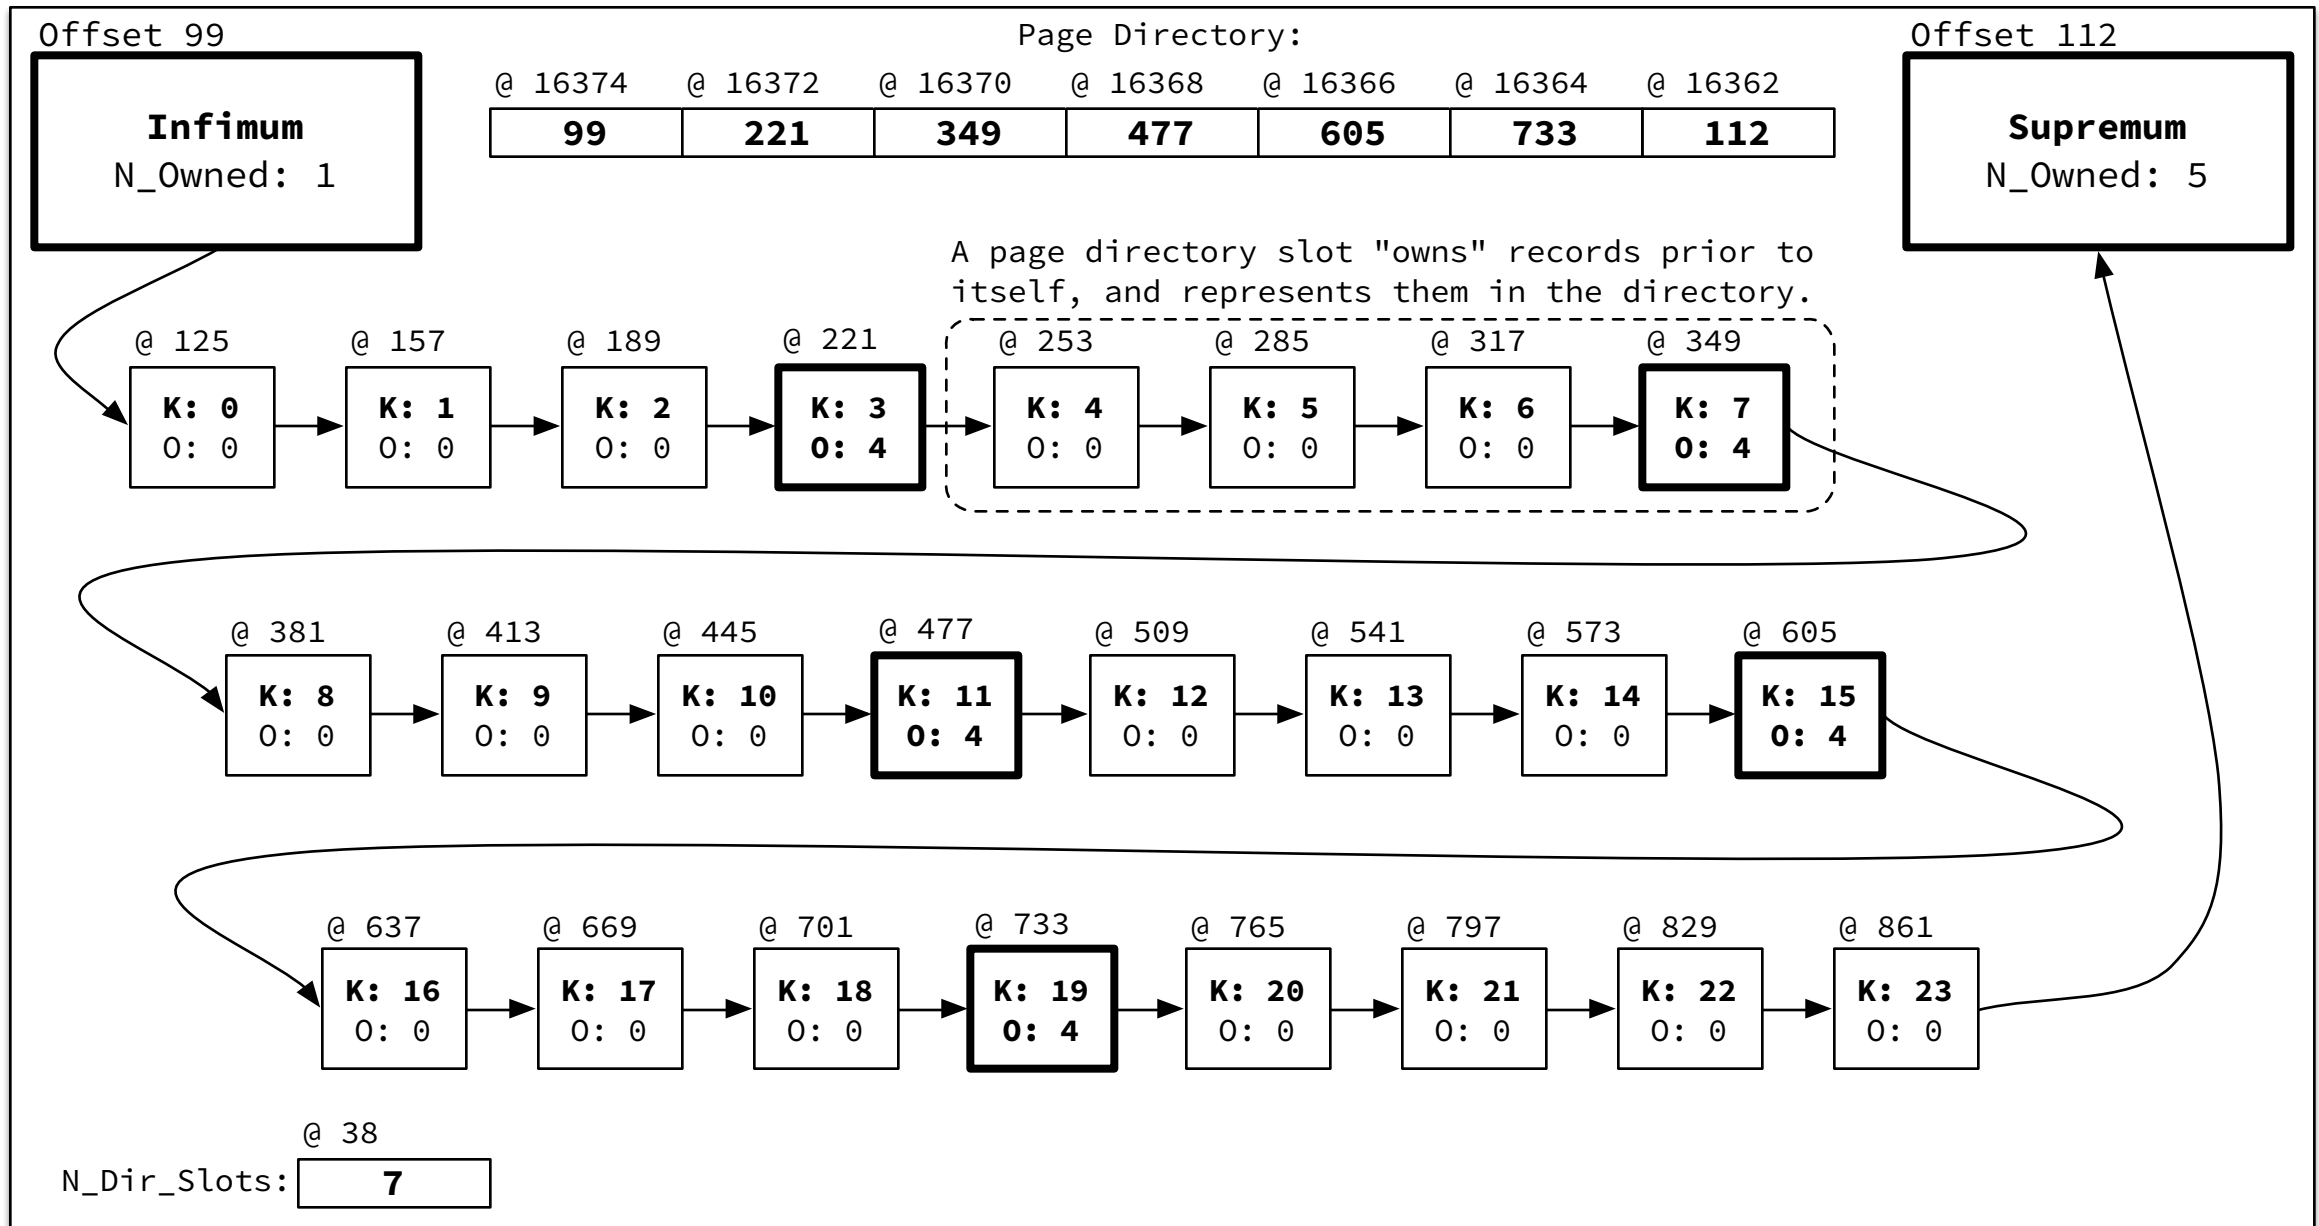 Offset 99
Page Directory:
Offset 112
@ 16374 @ 16372 @ 16370 @ 16368 @ 16366 @ 16364 @ 16362
99 221 349 477 605 733 112
Infimum
N_Owned: 1
Supremum
N_Owned: 5
A page directory slot "owns" records prior to
itself, and represents them in the directory.
@ 125 @ 157 @ 189 @ 221 @ 253 @ 285 @ 317 @ 349
K: 0 K: 1 K: 2 K: 3 K: 4 K: 5 K: 6 K: 7
O: 0 O: 0 O: 0 O: 4 O: 0 O: 0 O: 0 O: 4
@ 381 @ 413 @ 445 @ 477 @ 509 @ 541 @ 573 @ 605
K: 8 K: 9 K: 10 K: 11 K: 12 K: 13 K: 14 K: 15
O: 0 O: 0 O: 0 O: 4 O: 0 O: 0 O: 0 O: 4
@ 637 @ 669 @ 701 @ 733 @ 765 @ 797 @ 829 @ 861
K: 16 K: 17 K: 18 K: 19 K: 20 K: 21 K: 22 K: 23
O: 0 O: 0 O: 0 O: 4 O: 0 O: 0 O: 0 O: 0
@ 38
N_Dir_Slots: 7